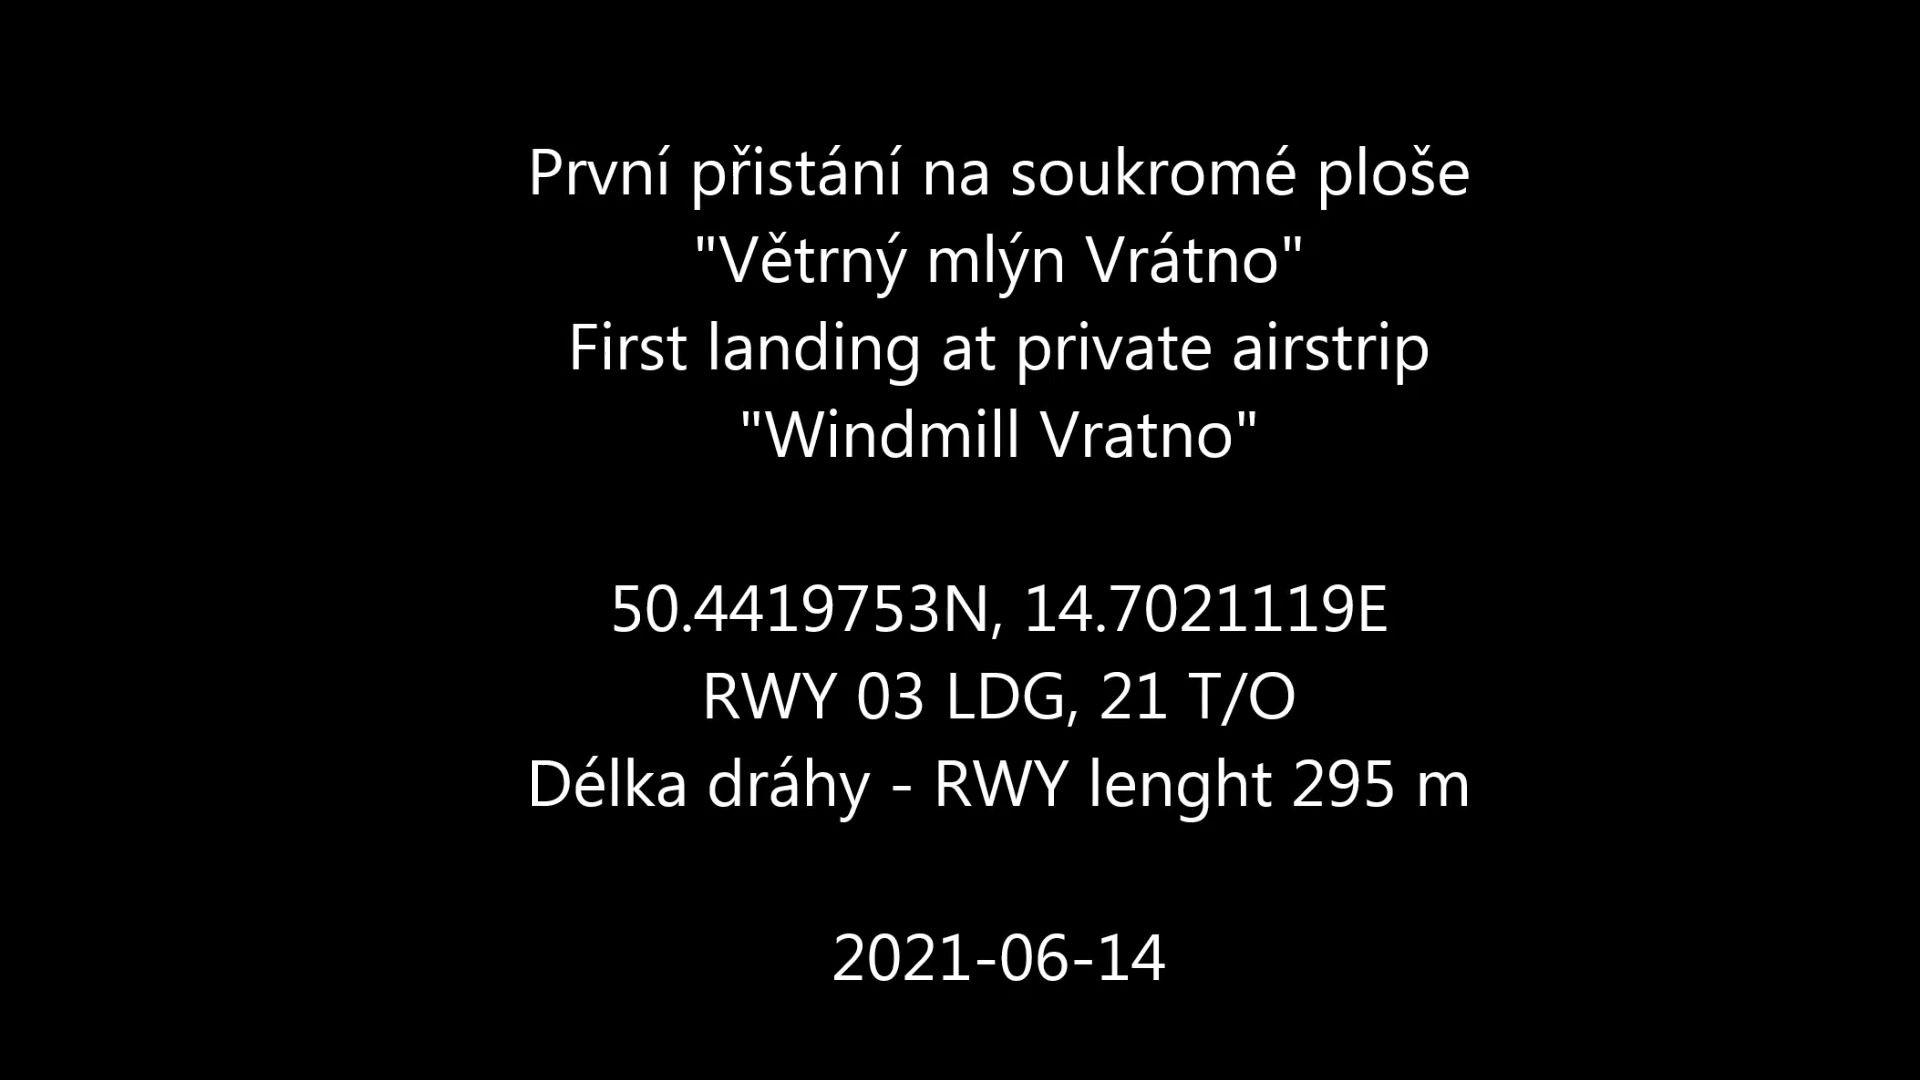 První přistání na soukromé ploše
"Větrný mlýn Vrátno"
First landing at private airstrip
"Windmill Vratno"
50.4419753N, 14.7021119E
RWY 03 LDG, 21 T/O
Délka dráhy - RWY lenght 295 m
2021-06-14